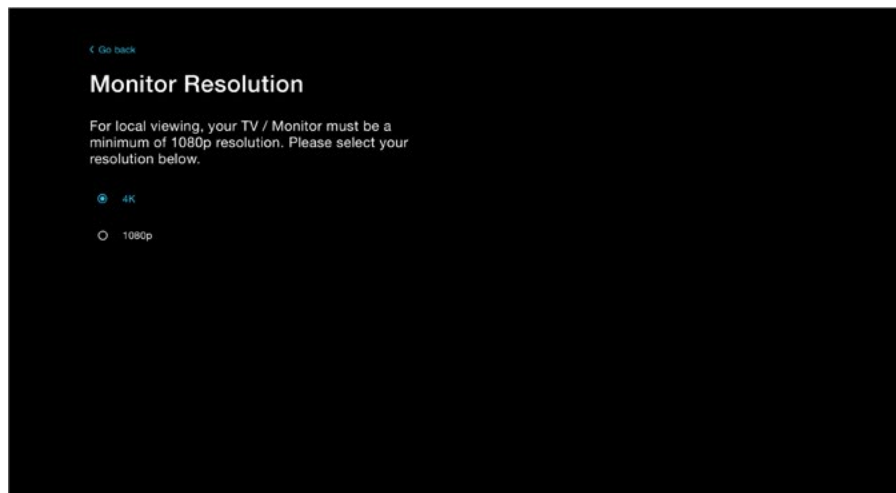 Go back
Monitor Resolution
For local viewing, your TV / Monitor must be a
minimum of 1080p resolution. Please select your
resolution below.
4K
1080p